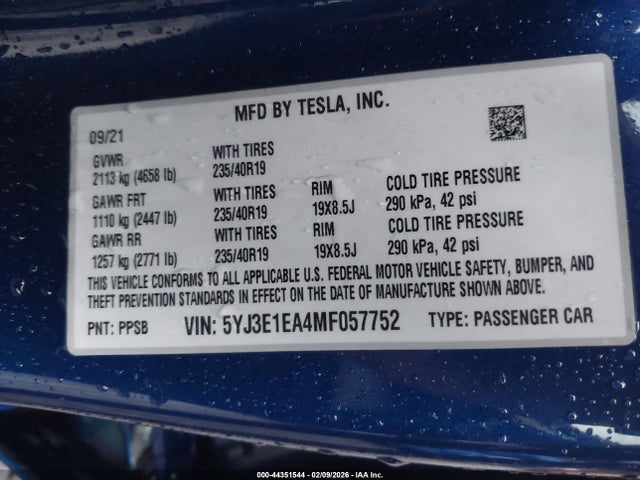 MFD BY TESLA, INC.
09/21
GVWR WITH TIRES
2113 kg (4658 lb) 235/40R19
GAWR FRT WITH TIRES RIM COLD TIRE PRESSURE
1110 kg (2447 lb) 235/40R19 19X8.5J 290 kPa, 42 psi
GAWR RR WITH TIRES RIM COLD TIRE PRESSURE
1257 kg (2771 lb) 235/40R19 19X8.5J 290 kPa, 42 psi
THIS VEHICLE CONFORMS TO ALL APPLICABLE U.S. FEDERAL MOTOR VEHICLE SAFETY, BUMPER, AND
THEFT PREVENTION STANDARDS IN EFFECT ON THE DATE OF MANUFACTURE SHOWN ABOVE.
PNT: PPSB VIN: 5YJ3E1EA4MF057752 TYPE: PASSENGER CAR
000-44351544 - 02/09/2026 - IAA Inc.